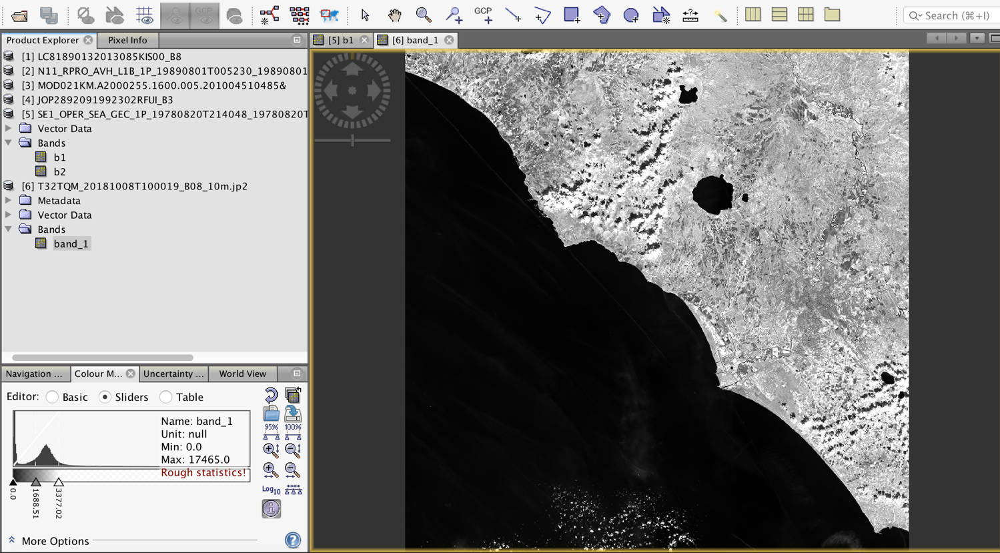 GCP
GCP
Search (⌘+I)
Product Explorer
Pixel Info
[5] b1
[6] band_1
[1] LC81890132013085KIS00_B8
[2] N11_RPRO_AVH_L1B_1P_19890801T005230_19890801
[3] MOD021KM.A2000255.1600.005.201004510485&
[4] JOP2892091992302RFUI_B3
[5] SE1_OPER_SEA_GEC_1P_19780820T214048_19780820T
Vector Data
Bands
b1
b2
[6] T32TQM_20181008T100019_B08_10m.jp2
Metadata
Vector Data
Bands
band_1
Navigation ...
Colour M...
Uncertainty ...
World View
Editor:
Basic
Sliders
Table
Name: band_1
Unit: null
Min: 0.0
Max: 17465.0
Rough statistics!
95%
100%
Log10
0.0
1688.51
3377.02
More Options